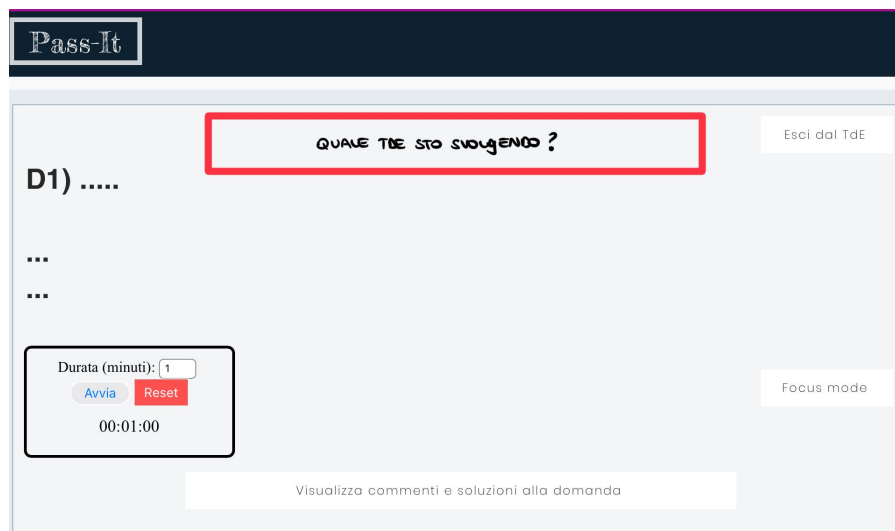 Pass-It
QUALE TDE STO SVOLGENDO?
Esci dal TdE
D1) .....
...
...
Durata (minuti): 1
Avvia Reset
00:01:00
Focus mode
Visualizza commenti e soluzioni alla domanda